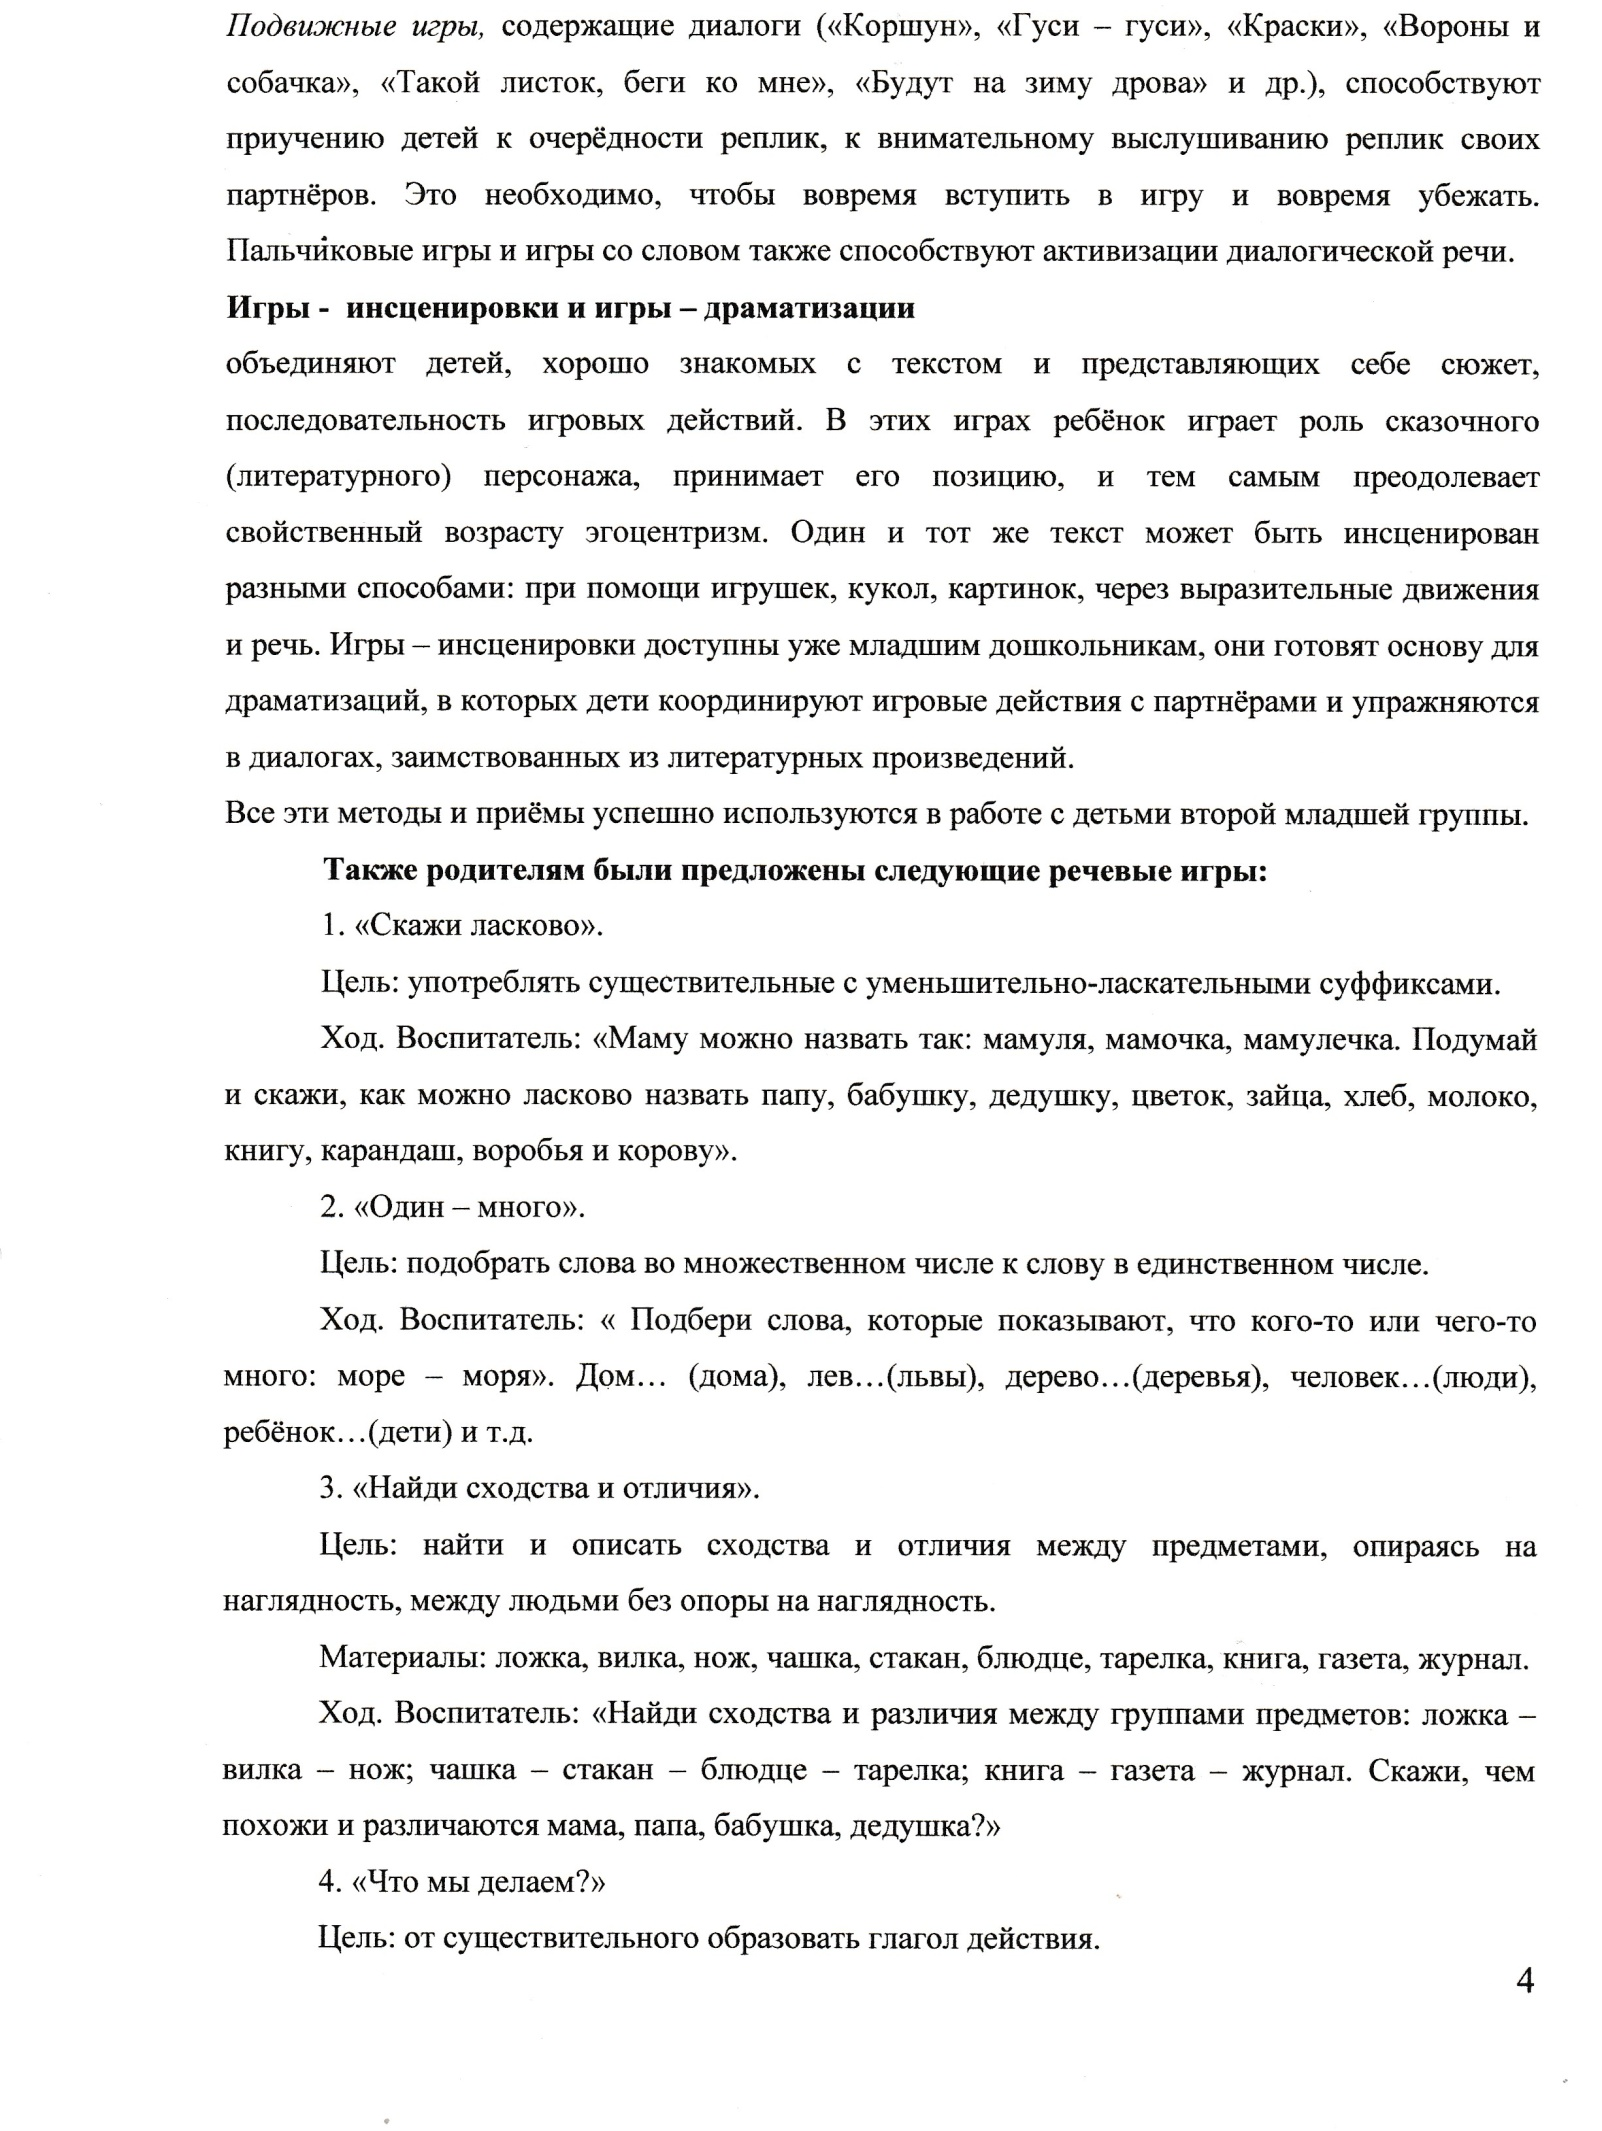 Подвижные игры, содержащие диалоги («Коршун», «Гуси – гуси», «Краски», «Вороны и
собачка», «Такой листок, беги ко мне», «Будут на зиму дрова» и др.), способствуют
приучению детей к очерёдности реплик, к внимательному выслушиванию реплик своих
партнёров. Это необходимо, чтобы вовремя вступить в игру и вовремя убежать.
Пальчиковые игры и игры со словом также способствуют активизации диалогической речи.
Игры - инсценировки и игры – драматизации
объединяют детей, хорошо знакомых с текстом и представляющих себе сюжет,
последовательность игровых действий. В этих играх ребёнок играет роль сказочного
(литературного) персонажа, принимает его позицию, и тем самым преодолевает
свойственный возрасту эгоцентризм. Один и тот же текст может быть инсценирован
разными способами: при помощи игрушек, кукол, картинок, через выразительные движения
и речь. Игры – инсценировки доступны уже младшим дошкольникам, они готовят основу для
драматизаций, в которых дети координируют игровые действия с партнёрами и упражняются
в диалогах, заимствованных из литературных произведений.
Все эти методы и приёмы успешно используются в работе с детьми второй младшей группы.
Также родителям были предложены следующие речевые игры:
1. «Скажи ласково».
Цель: употреблять существительные с уменьшительно-ласкательными суффиксами.
Ход. Воспитатель: «Маму можно назвать так: мамуля, мамочка, мамулечка. Подумай
и скажи, как можно ласково назвать папу, бабушку, дедушку, цветок, зайца, хлеб, молоко,
книгу, карандаш, воробья и корову».
2. «Один – много».
Цель: подобрать слова во множественном числе к слову в единственном числе.
Ход. Воспитатель: « Подбери слова, которые показывают, что кого-то или чего-то
много: море – моря». Дом… (дома), лев…(львы), дерево…(деревья), человек…(люди),
ребёнок…(дети) и т.д.
3. «Найди сходства и отличия».
Цель: найти и описать сходства и отличия между предметами, опираясь на
наглядность, между людьми без опоры на наглядность.
Материалы: ложка, вилка, нож, чашка, стакан, блюдце, тарелка, книга, газета, журнал.
Ход. Воспитатель: «Найди сходства и различия между группами предметов: ложка –
вилка – нож; чашка – стакан – блюдце – тарелка; книга – газета – журнал. Скажи, чем
похожи и различаются мама, папа, бабушка, дедушка?»
4. «Что мы делаем?»
Цель: от существительного образовать глагол действия.
4